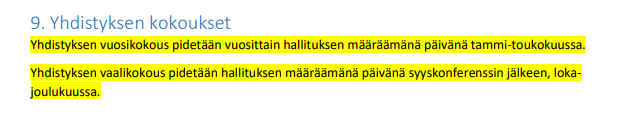 9. Yhdistyksen kokoukset
Yhdistyksen vuosikokous pidetään vuosittain hallituksen määräämänä päivänä tammi-toukokuussa.
Yhdistyksen vaalikokous pidetään hallituksen määräämänä päivänä syyskonferenssin jälkeen, loka-
joulukuussa.